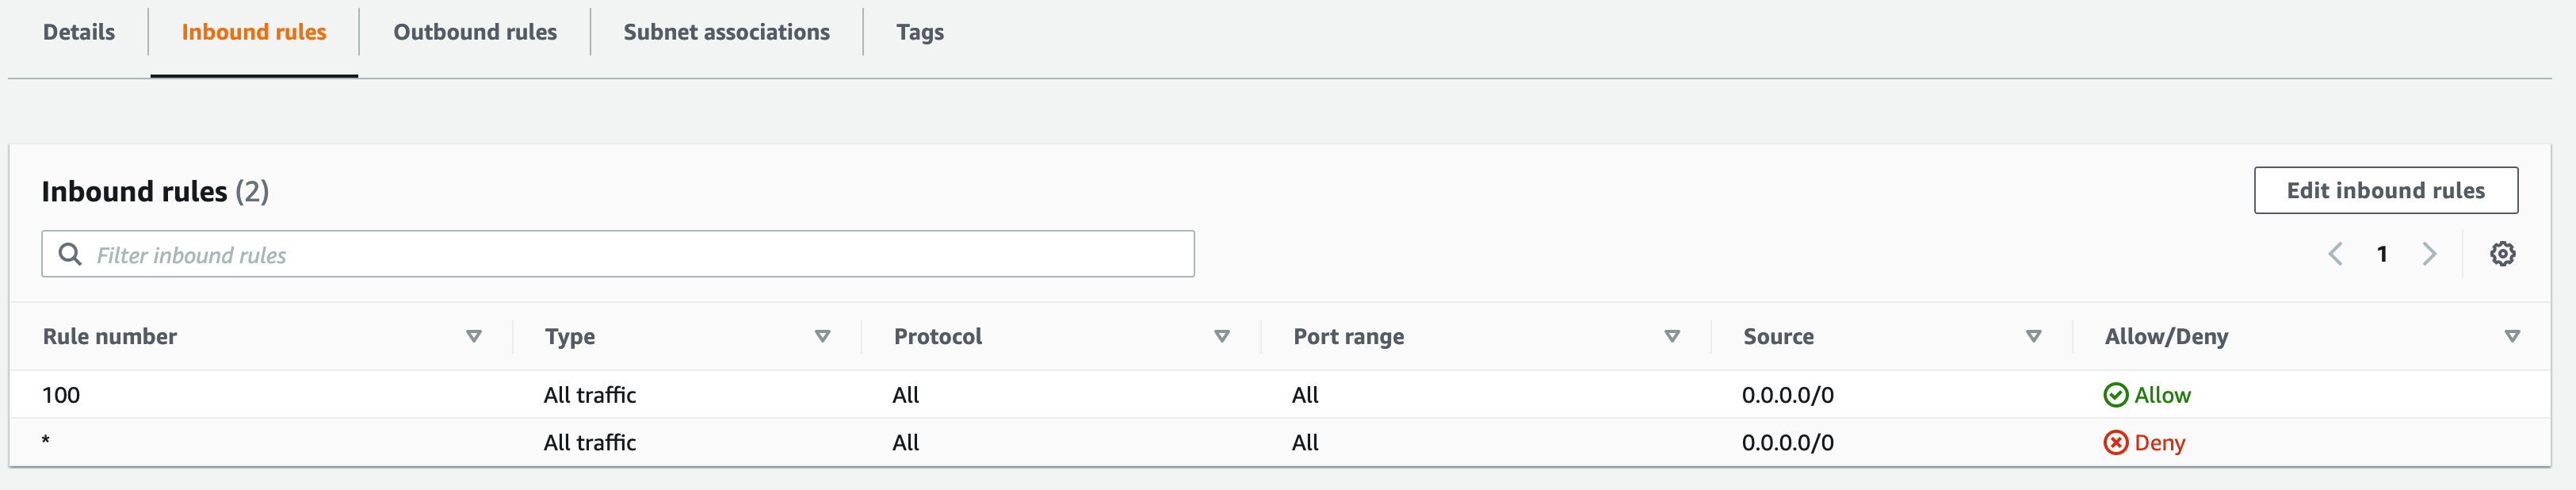 Details Inbound rules Outbound rules Subnet associations Tags
Inbound rules (2) Edit inbound rules
Filter inbound rules 1
Rule number Type Protocol Port range Source Allow/Deny
100 All traffic All All 0.0.0.0/0 Allow
* All traffic All All 0.0.0.0/0 Deny